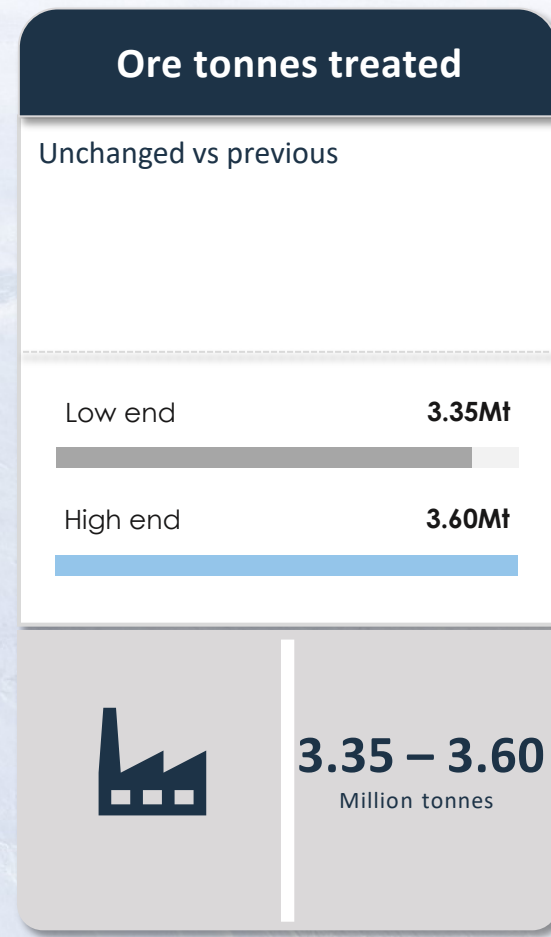 Ore tonnes treated
Unchanged vs previous
Low end 3.35Mt
High end 3.60Mt
3.35 – 3.60
Million tonnes